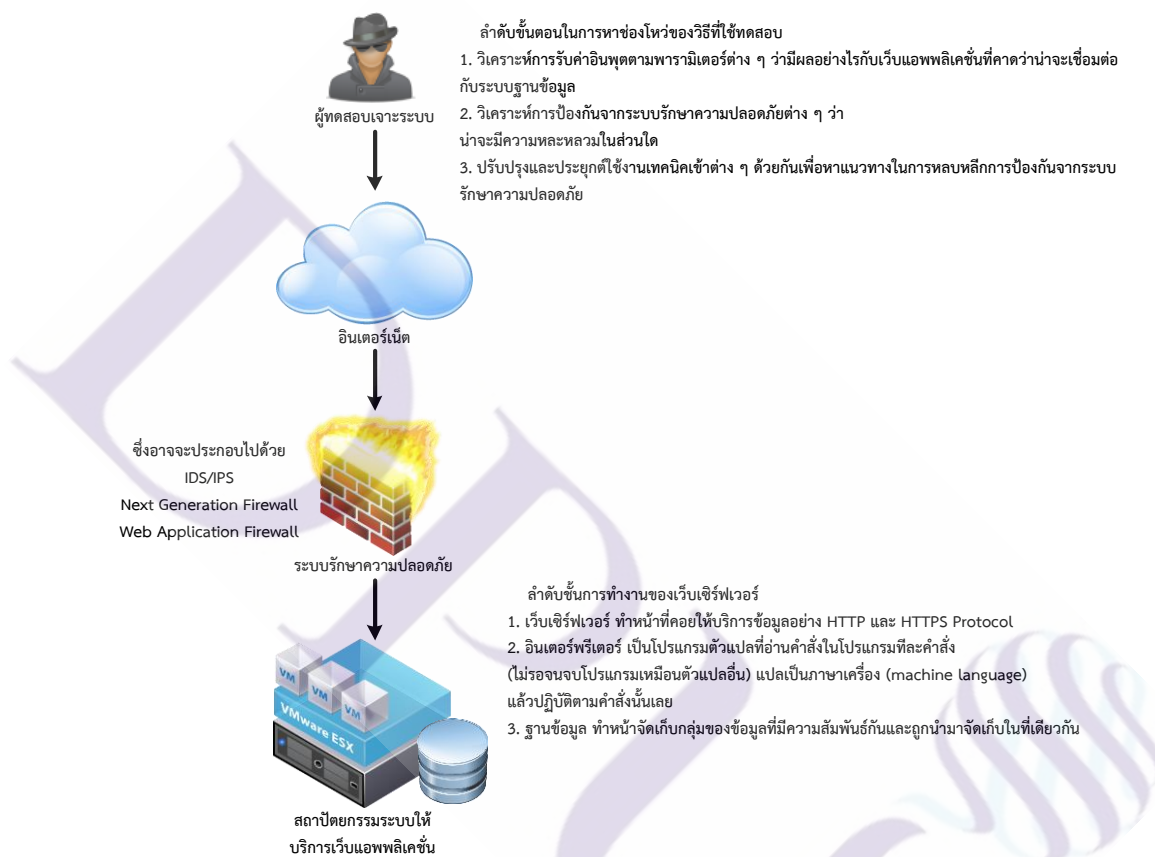 ลำดับขั้นตอนในการหาช่องโหว่ของวิธีที่ใช้ทดสอบ
1. วิเคราะห์การรับค่าอินพุตตามพารามิเตอร์ต่าง ๆ ว่ามีผลอย่างไรกับเว็บแอพพลิเคชั่นที่คาดว่าน่าจะเชื่อมต่อ
กับระบบฐานข้อมูล
2. วิเคราะห์การป้องกันจากระบบรักษาความปลอดภัยต่าง ๆ ว่า
น่าจะมีความหละหลวมในส่วนใด
3. ปรับปรุงและประยุกต์ใช้งานเทคนิคเข้าต่าง ๆ ด้วยกันเพื่อหาแนวทางในการหลบหลีกการป้องกันจากระบบ
รักษาความปลอดภัย
ผู้ทดสอบเจาะระบบ
อินเตอร์เน็ต
ซึ่งอาจจะประกอบไปด้วย
IDS/IPS
Next Generation Firewall
Web Application Firewall
ระบบรักษาความปลอดภัย
ลำดับชั้นการทำงานของเว็บเซิร์ฟเวอร์
1. เว็บเซิร์ฟเวอร์ ทำหน้าที่คอยให้บริการข้อมูลอย่าง HTTP และ HTTPS Protocol
2. อินเตอร์พรีเตอร์ เป็นโปรแกรมตัวแปลที่อ่านคำสั่งในโปรแกรมทีละคำสั่ง
(ไม่รอจนจบโปรแกรมเหมือนตัวแปลอื่น) แปลเป็นภาษาเครื่อง (machine language)
แล้วปฏิบัติตามคำสั่งนั้นเลย
3. ฐานข้อมูล ทำหน้าจัดเก็บกลุ่มของข้อมูลที่มีความสัมพันธ์กันและถูกนำมาจัดเก็บในที่เดียวกัน
VM
VM
VM
VMware ESX
สถาปัตยกรรมระบบให้
บริการเว็บแอพพลิเคชั่น